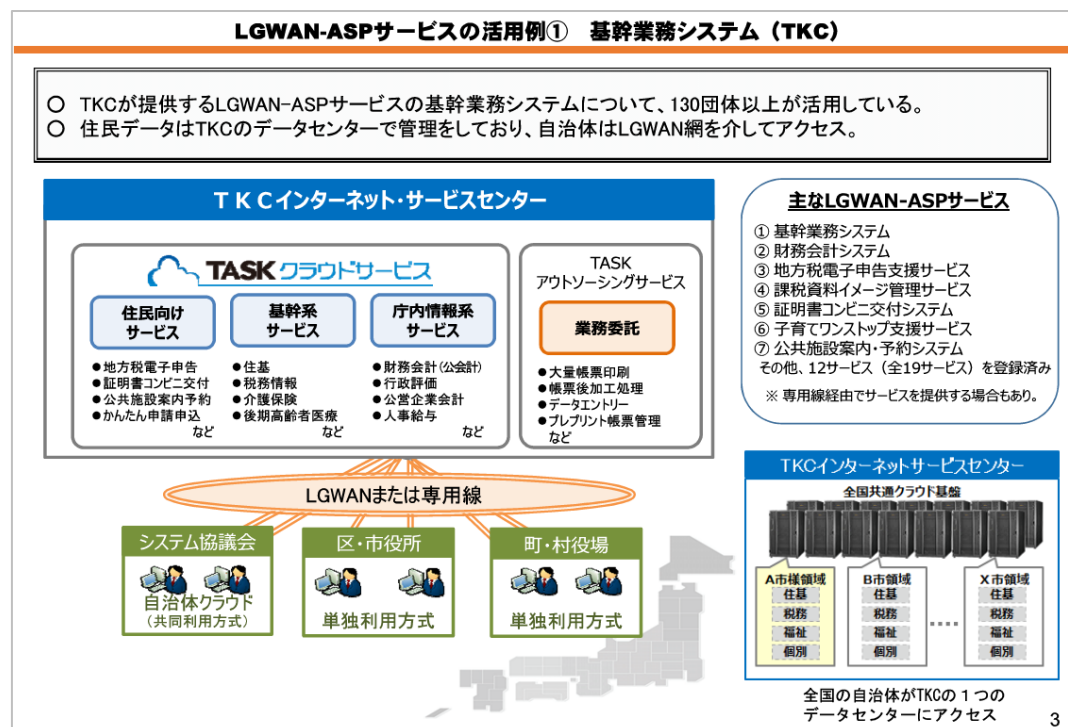 LGWAN-ASPサービスの活用例① 基幹業務システム（TKC）
○ TKCが提供するLGWAN-ASPサービスの基幹業務システムについて、130団体以上が活用している。
○ 住民データはTKCのデータセンターで管理をしており、自治体はLGWAN網を介してアクセス。
ＴＫＣインターネット・サービスセンター
TASKクラウドサービス
住民向け
サービス
●地方税電子申告
●証明書コンビニ交付
●公共施設案内予約
●かんたん申請申込
など
基幹系
サービス
●住基
●税務情報
●介護保険
●後期高齢者医療
など
庁内情報系
サービス
●財務会計（公会計）
●行政評価
●公営企業会計
●人事給与
など
TASK
アウトソーシングサービス
業務委託
●大量帳票印刷
●帳票後加工処理
●データエントリー
●プレプリント帳票管理
など
主なLGWAN-ASPサービス
① 基幹業務システム
② 財務会計システム
③ 地方税電子申告支援サービス
④ 課税資料イメージ管理サービス
⑤ 証明書コンビニ交付システム
⑥ 子育てワンストップ支援サービス
⑦ 公共施設案内・予約システム
その他、12サービス（全19サービス）を登録済み
※ 専用線経由でサービスを提供する場合もあり。
LGWANまたは専用線
システム協議会
自治体クラウド
（共同利用方式）
区・市役所
単独利用方式
町・村役場
単独利用方式
TKCインターネットサービスセンター
全国共通クラウド基盤
A市様領域
住基
税務
福祉
個別
B市領域
住基
税務
福祉
個別
‥‥
X市領域
住基
税務
福祉
個別
全国の自治体がTKCの１つの
データセンターにアクセス
3